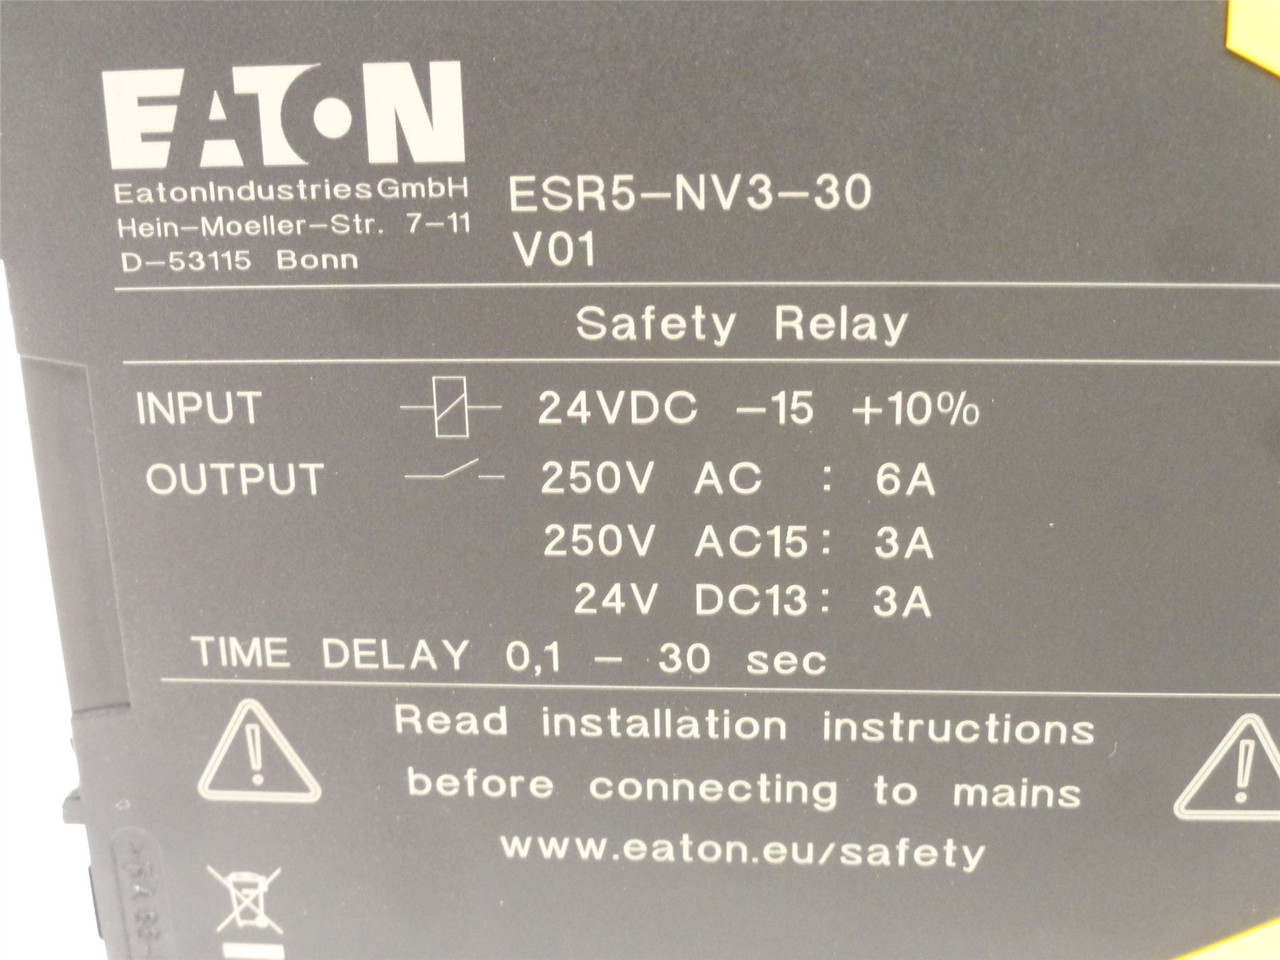 EATON
EatonIndustriesGmbH
Hein-Moeller-Str. 7-11
D-53115 Bonn
ESR5-NV3-30
V01
Safety Relay
INPUT 24VDC -15 +10%
OUTPUT 250V AC : 6A
250V AC15: 3A
24V DC13: 3A
TIME DELAY 0,1 - 30 sec
Read installation instructions
before connecting to mains
www.eaton.eu/safety